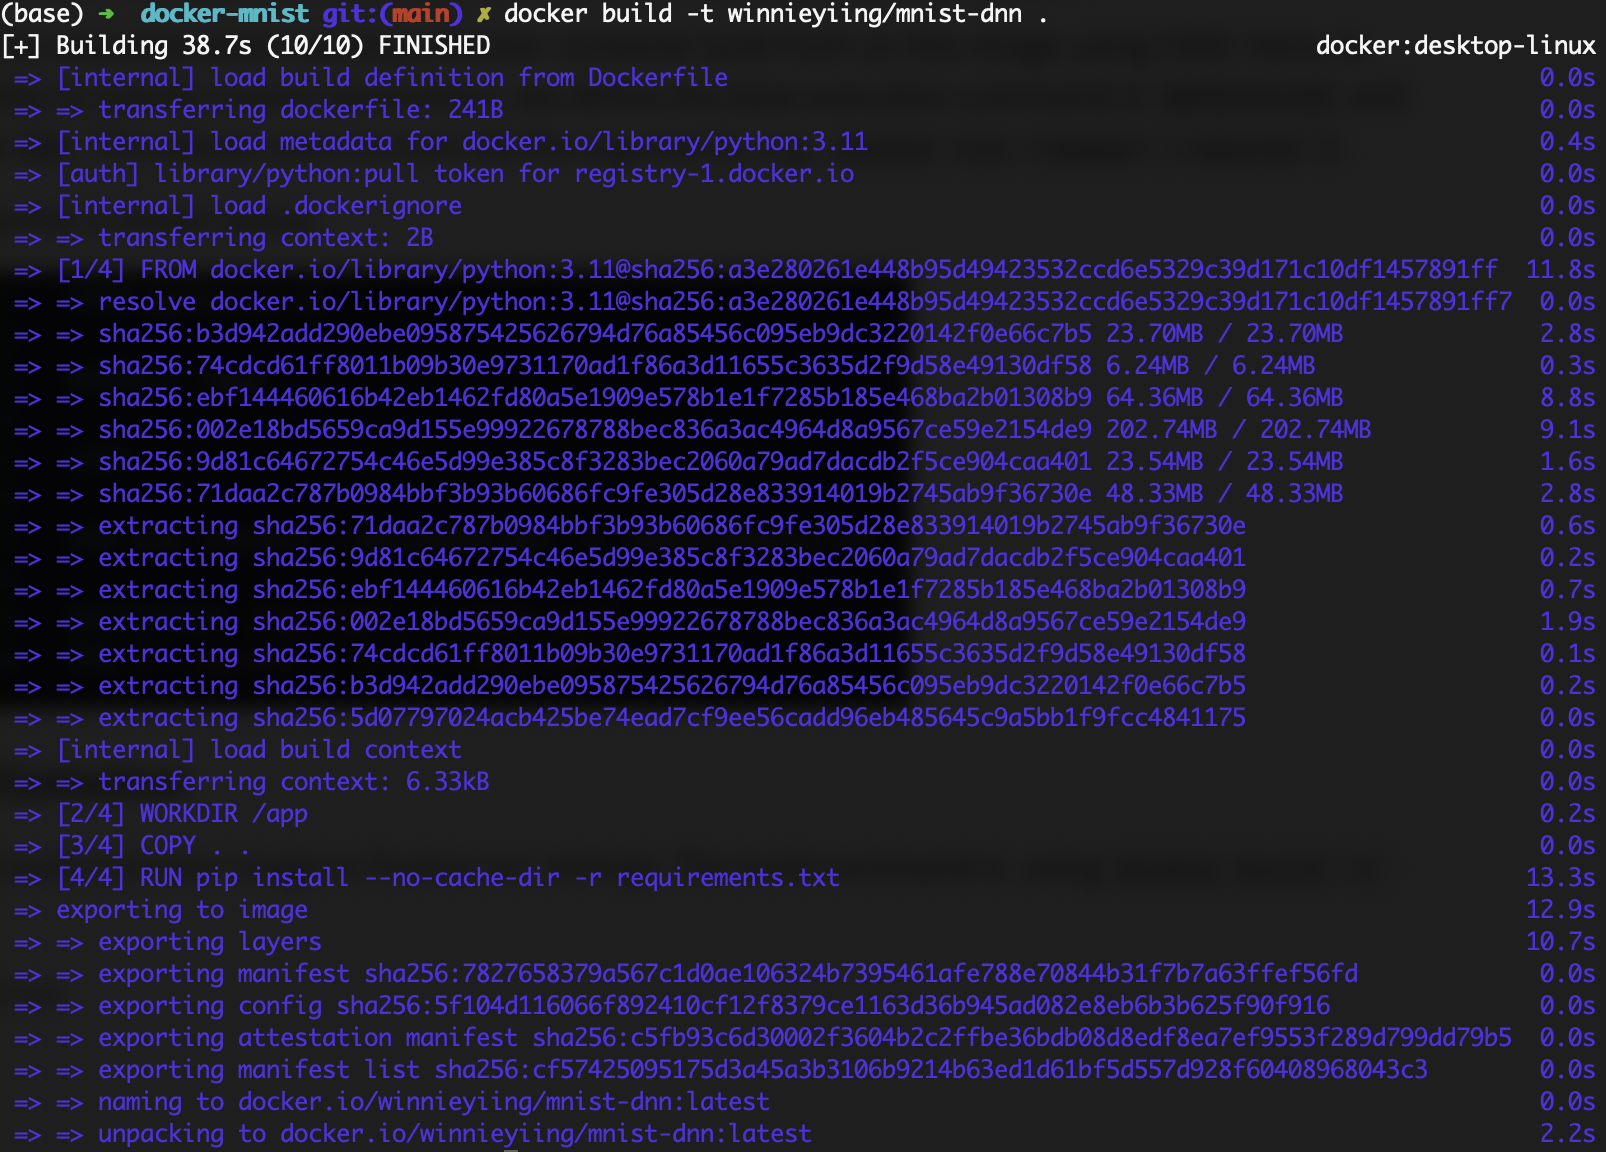 (base) ➜  docker-mnist git:(main) ✗ docker build -t winnieyiing/mnist-dnn .
[+] Building 38.7s (10/10) FINISHED docker:desktop-linux
=> [internal] load build definition from Dockerfile 0.0s
=> => transferring dockerfile: 241B 0.0s
=> [internal] load metadata for docker.io/library/python:3.11 0.4s
=> [auth] library/python:pull token for registry-1.docker.io 0.0s
=> [internal] load .dockerignore 0.0s
=> => transferring context: 2B 0.0s
=> [1/4] FROM docker.io/library/python:3.11@sha256:a3e280261e448b95d49423532ccd6e5329c39d171c10df1457891ff 11.8s
=> => resolve docker.io/library/python:3.11@sha256:a3e280261e448b95d49423532ccd6e5329c39d171c10df1457891ff7 0.0s
=> => sha256:b3d942add290ebe095875425626794d76a85456c095eb9dc3220142f0e66c7b5 23.70MB / 23.70MB 2.8s
=> => sha256:74cdcd61ff8011b09b30e9731170ad1f86a3d11655c3635d2f9d58e49130df58 6.24MB / 6.24MB 0.3s
=> => sha256:ebf144460616b42eb1462fd80a5e1909e578b1e1f7285b185e468ba2b01308b9 64.36MB / 64.36MB 8.8s
=> => sha256:002e18bd5659ca9d155e99922678788bec836a3ac4964d8a9567ce59e2154de9 202.74MB / 202.74MB 9.1s
=> => sha256:9d81c64672754c46e5d99e385c8f3283bec2060a79ad7dacdb2f5ce904caa401 23.54MB / 23.54MB 1.6s
=> => sha256:71daa2c787b0984bbf3b93b60686fc9fe305d28e833914019b2745ab9f36730e 48.33MB / 48.33MB 2.8s
=> => extracting sha256:71daa2c787b0984bbf3b93b60686fc9fe305d28e833914019b2745ab9f36730e 0.6s
=> => extracting sha256:9d81c64672754c46e5d99e385c8f3283bec2060a79ad7dacdb2f5ce904caa401 0.2s
=> => extracting sha256:ebf144460616b42eb1462fd80a5e1909e578b1e1f7285b185e468ba2b01308b9 0.7s
=> => extracting sha256:002e18bd5659ca9d155e99922678788bec836a3ac4964d8a9567ce59e2154de9 1.9s
=> => extracting sha256:74cdcd61ff8011b09b30e9731170ad1f86a3d11655c3635d2f9d58e49130df58 0.1s
=> => extracting sha256:b3d942add290ebe095875425626794d76a85456c095eb9dc3220142f0e66c7b5 0.2s
=> => extracting sha256:5d07797024acb425be74ead7cf9ee56cadd96eb485645c9a5bb1f9fcc4841175 0.0s
=> [internal] load build context 0.0s
=> => transferring context: 6.33kB 0.0s
=> [2/4] WORKDIR /app 0.2s
=> [3/4] COPY . . 0.0s
=> [4/4] RUN pip install --no-cache-dir -r requirements.txt 13.3s
=> exporting to image 12.9s
=> => exporting layers 10.7s
=> => exporting manifest sha256:7827658379a567c1d0ae106324b7395461afe788e70844b31f7b7a63ffef56fd 0.0s
=> => exporting config sha256:5f104d116066f892410cf12f8379ce1163d36b945ad082e8eb6b3b625f90f916 0.0s
=> => exporting attestation manifest sha256:c5fb93c6d30002f3604b2c2ffbe36bdb08d8edf8ea7ef9553f289d799dd79b5 0.0s
=> => exporting manifest list sha256:cf57425095175d3a45a3b3106b9214b63ed1d61bf5d557d928f60408968043c3 0.0s
=> => naming to docker.io/winnieyiing/mnist-dnn:latest 0.0s
=> => unpacking to docker.io/winnieyiing/mnist-dnn:latest 2.2s